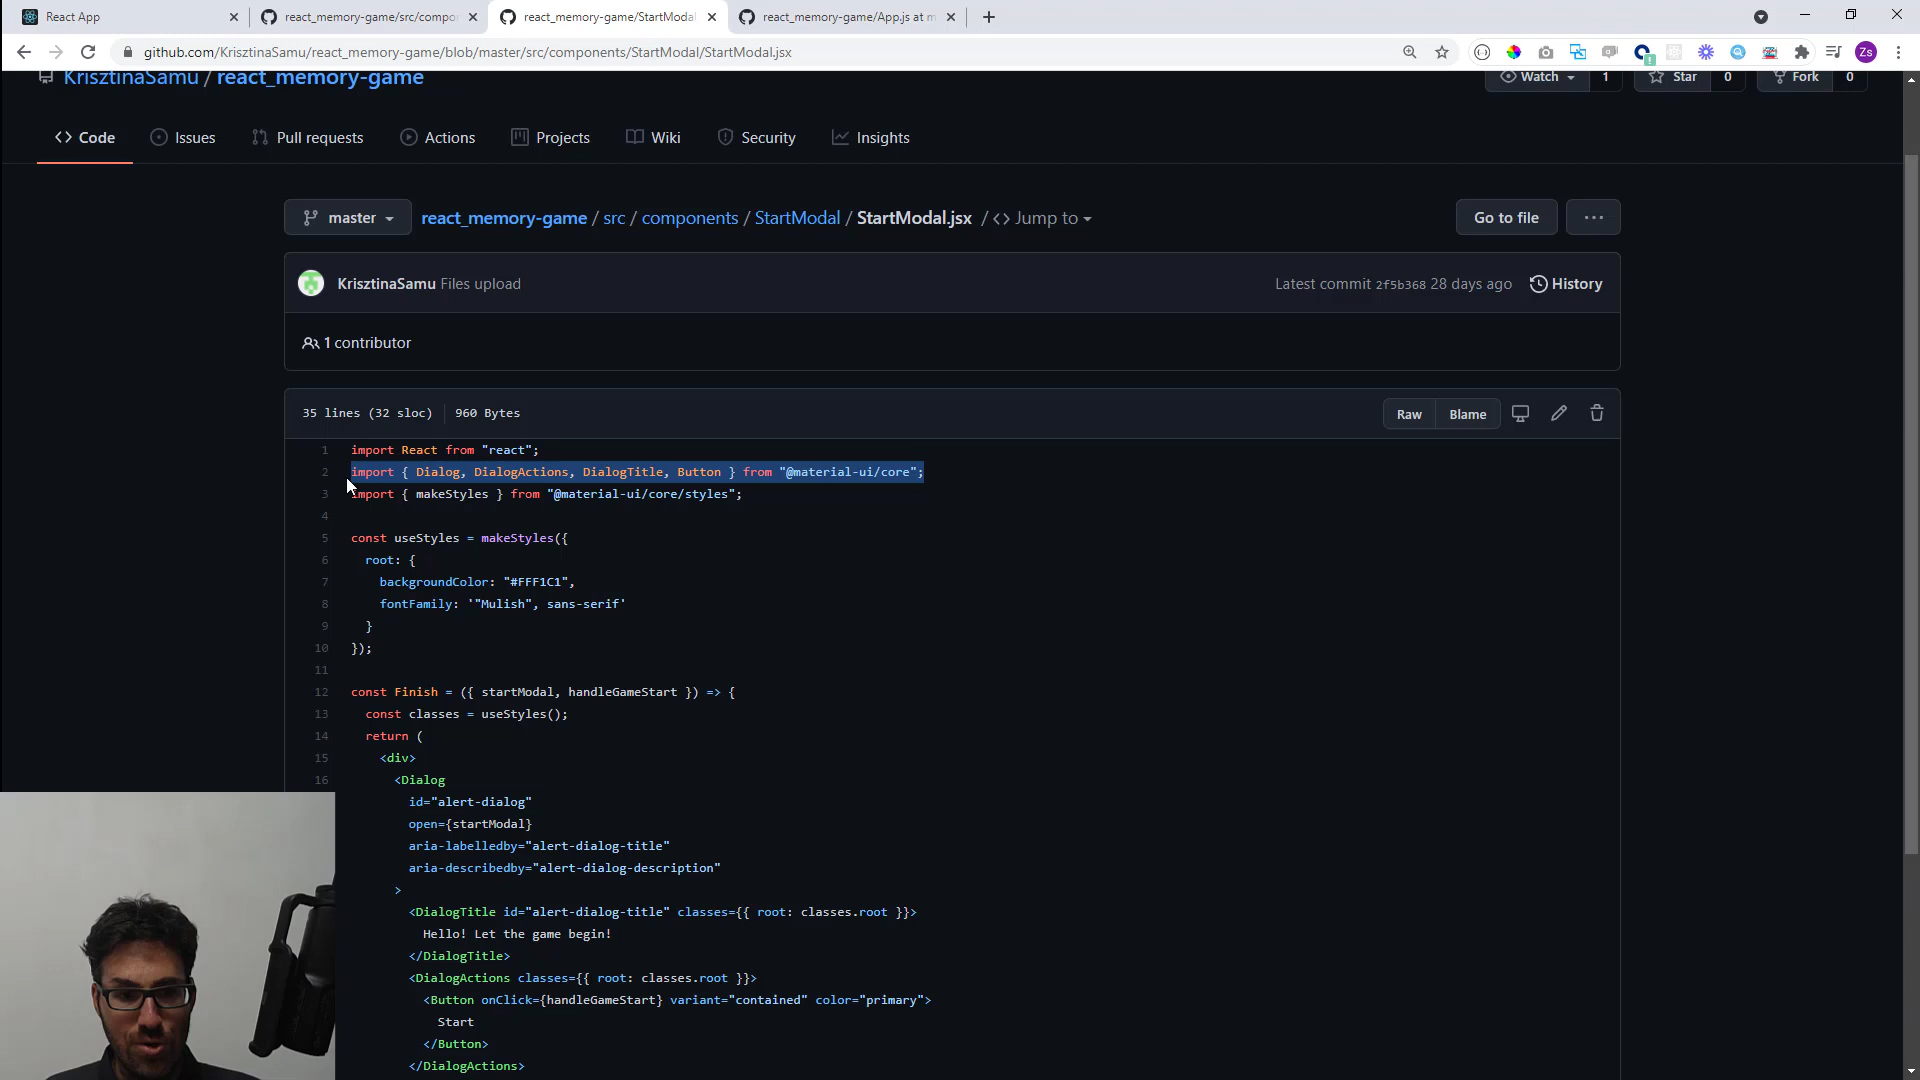 React App
react_memory-game/src/compo
react_memory-game/StartModal
react_memory-game/App.js at m
github.com/KrisztinaSamu/react_memory-game/blob/master/src/components/StartModal/StartModal.jsx
Zs
KrisztinaSamu / react_memory-game
Watch 1
Star 0
Fork 0
<> Code
Issues
Pull requests
Actions
Projects
Wiki
Security
Insights
master
react_memory-game / src / components / StartModal / StartModal.jsx / <> Jump to
Go to file
...
KrisztinaSamu Files upload
Latest commit 2f5b368 28 days ago
History
1 contributor
35 lines (32 sloc) 960 Bytes
Raw
Blame
1 import React from "react";
2 import { Dialog, DialogActions, DialogTitle, Button } from "@material-ui/core";
3 import { makeStyles } from "@material-ui/core/styles";
4
5 const useStyles = makeStyles({
6 root: {
7 backgroundColor: "#FFF1C1",
8 fontFamily: '"Mulish", sans-serif'
9 }
10 });
11
12 const Finish = ({ startModal, handleGameStart }) => {
13 const classes = useStyles();
14 return (
15 <div>
16 <Dialog
id="alert-dialog"
open={startModal}
aria-labelledby="alert-dialog-title"
aria-describedby="alert-dialog-description"
>
<DialogTitle id="alert-dialog-title" classes={{ root: classes.root }}>
Hello! Let the game begin!
</DialogTitle>
<DialogActions classes={{ root: classes.root }}>
<Button onClick={handleGameStart} variant="contained" color="primary">
Start
</Button>
</DialogActions>